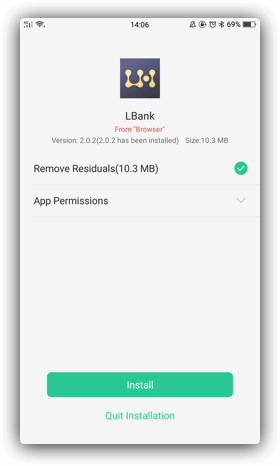 14:06
69%
LBank
From "Browser"
Version: 2.0.2(2.0.2 has been installed) Size:10.3 MB
Remove Residuals(10.3 MB)
App Permissions
Install
Quit Installation